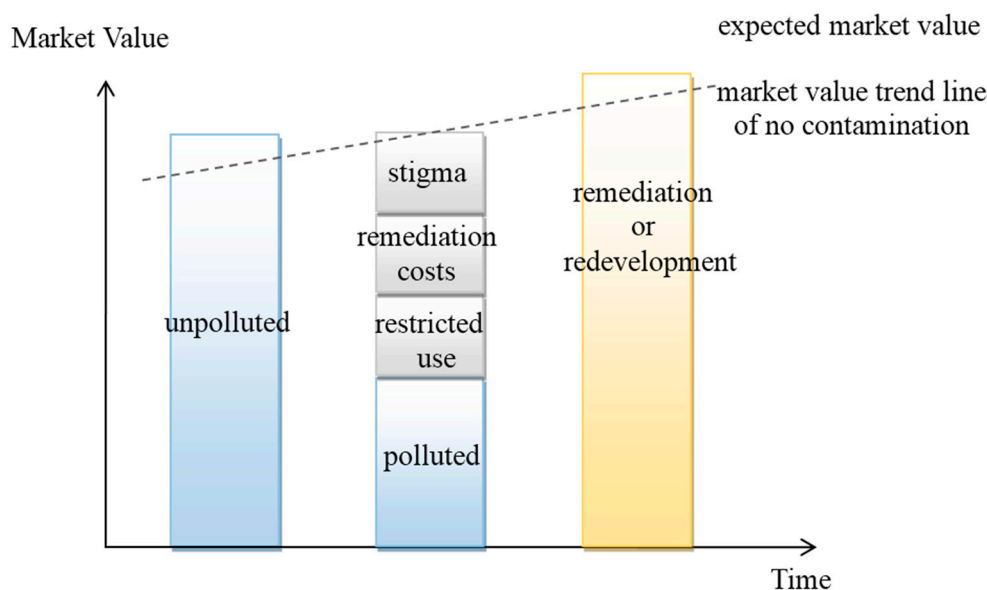 Market Value
expected market value
market value trend line
of no contamination
unpolluted
stigma
remediation
costs
restricted
use
polluted
remediation
or
redevelopment
Time